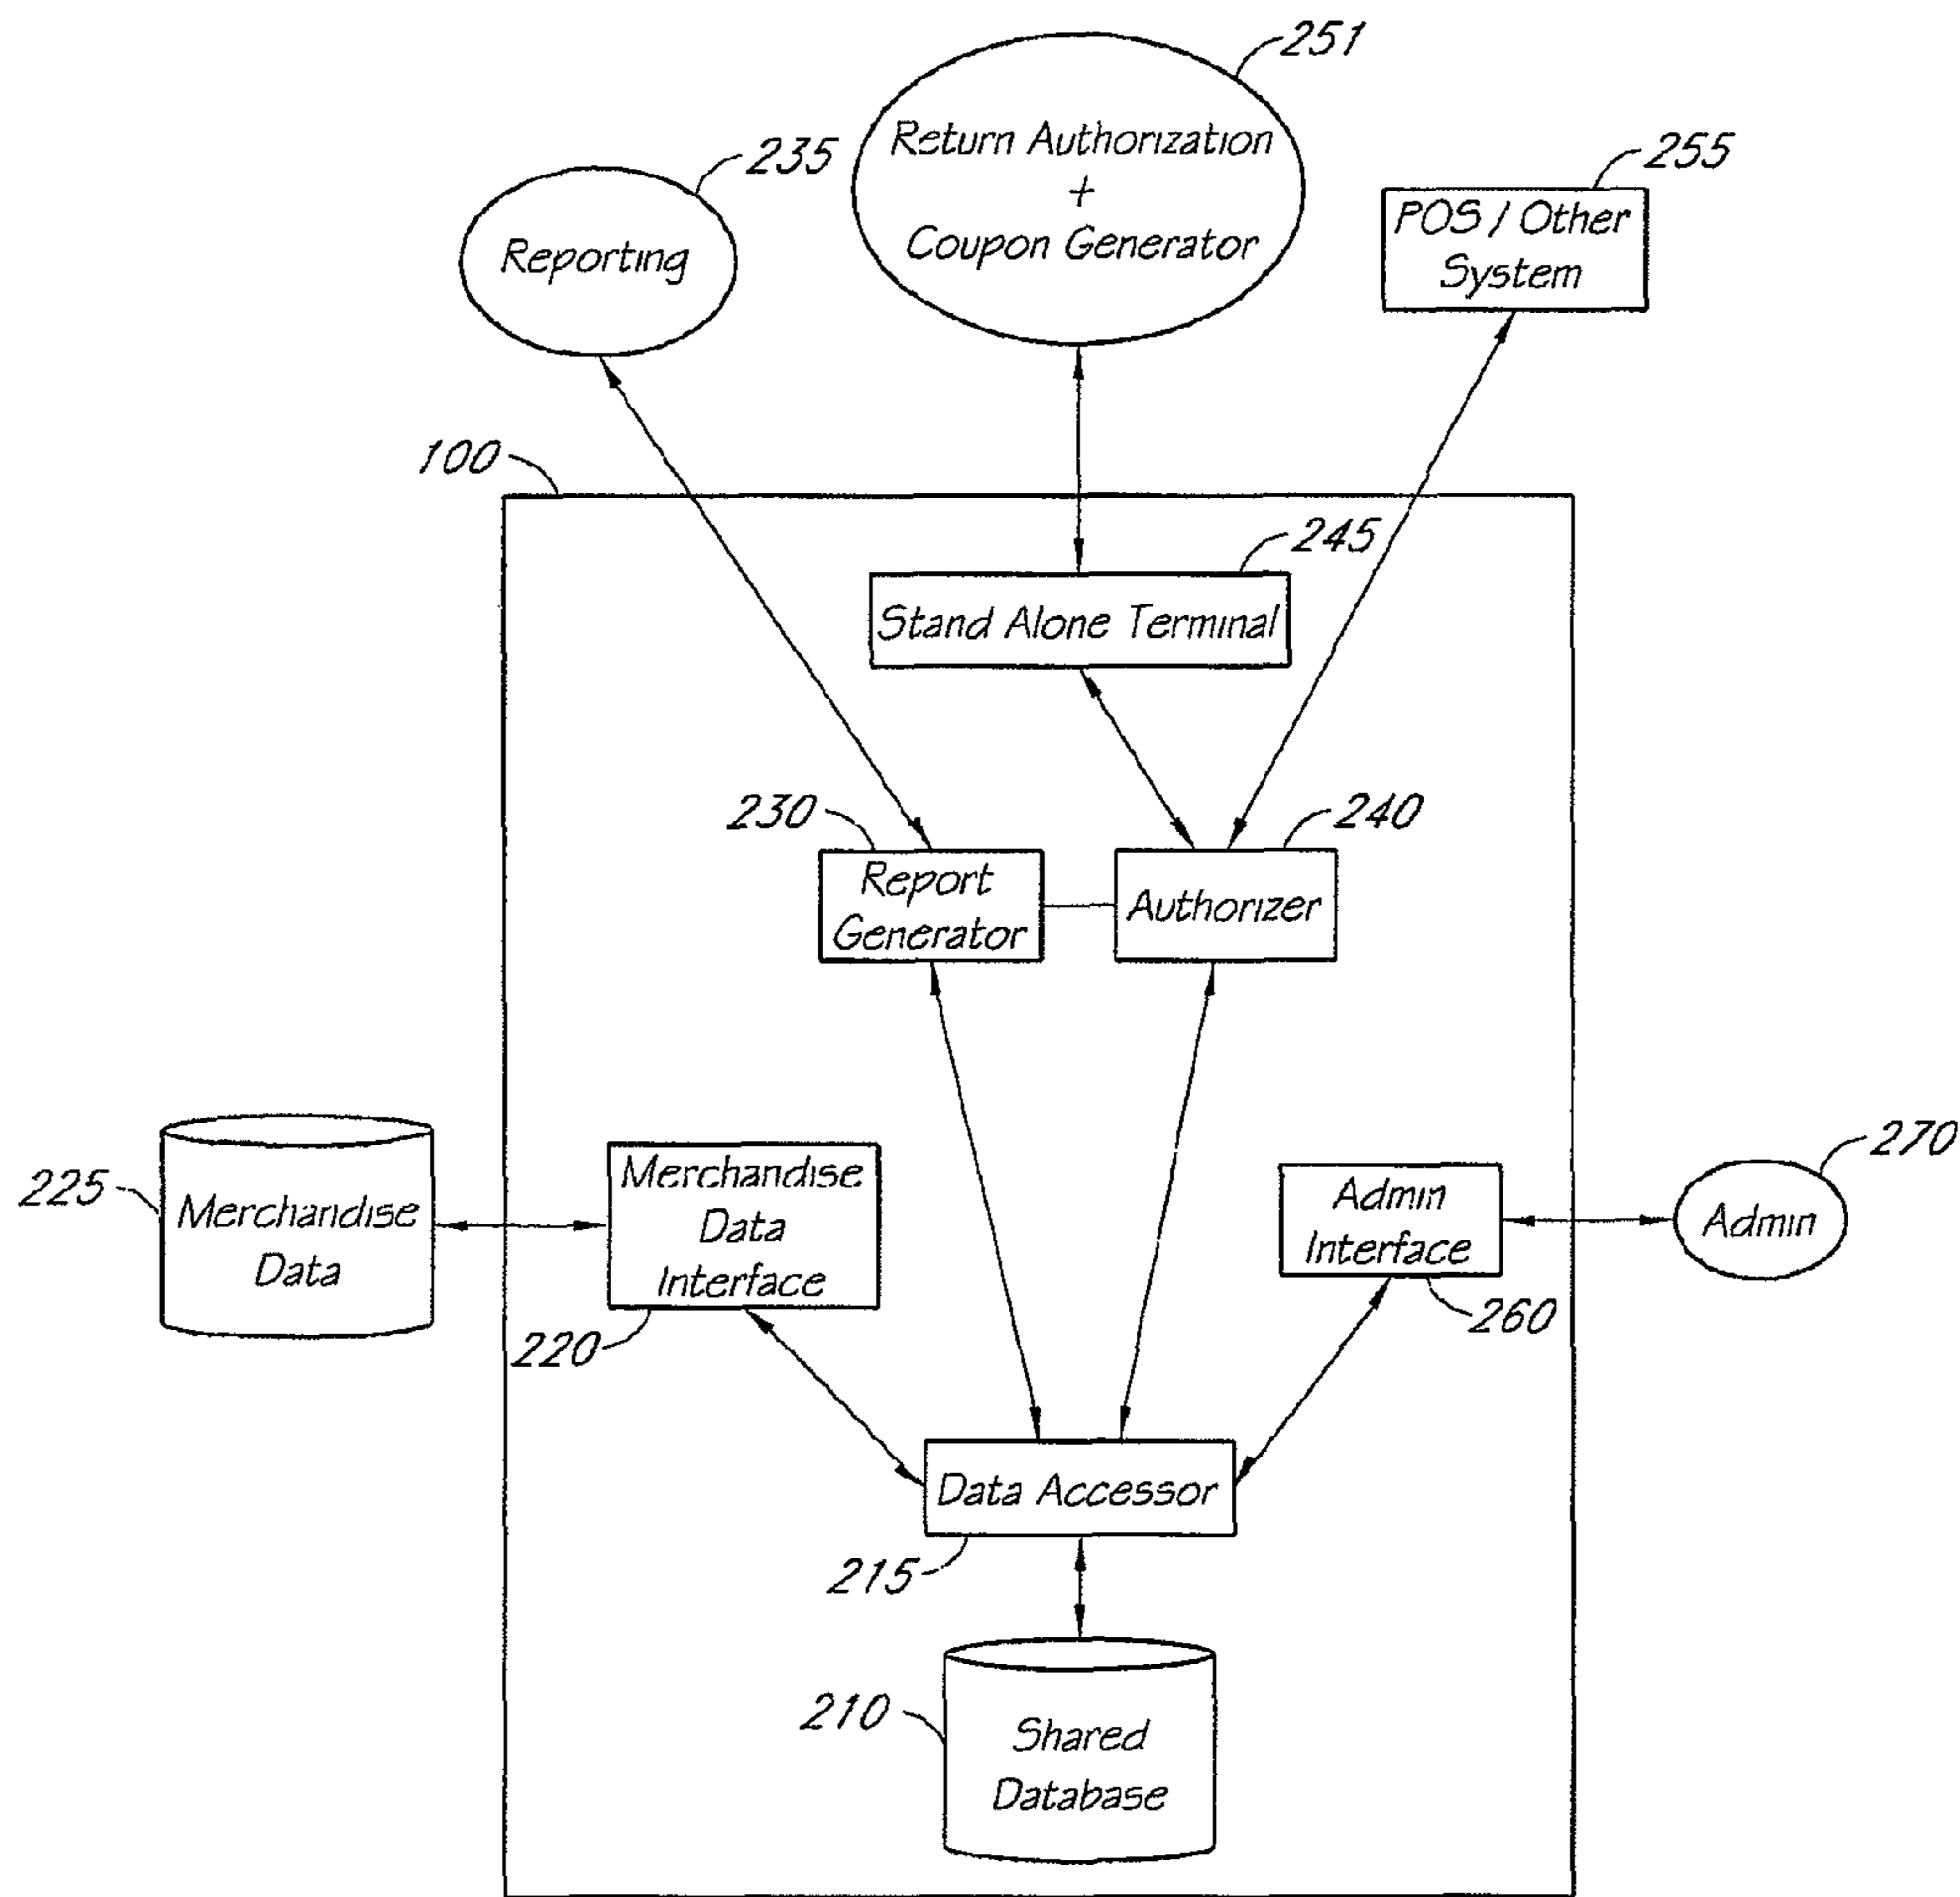 251
Return Authorization
+
Coupon Generator
235
Reporting
255
POS / Other
System
100
245
Stand Alone Terminal
230
Report
Generator
240
Authorizer
225
Merchandise
Data
Merchandise
Data
Interface
220
Admin
Interface
260
270
Admin
Data Accessor
215
210
Shared
Database